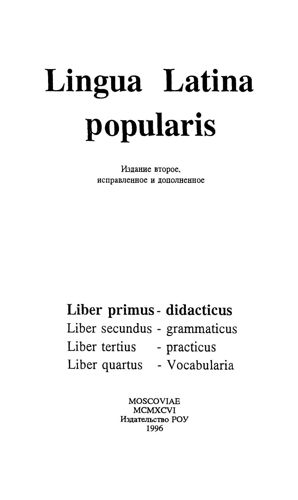 Lingua Latina
popularis
Издание второе,
исправленное и дополненное
Liber primus - didacticus
Liber secundus - grammaticus
Liber tertius - practicus
Liber quartus - Vocabularia
MOSCOVIAE
MCMXCVI
Издательство РОУ
1996